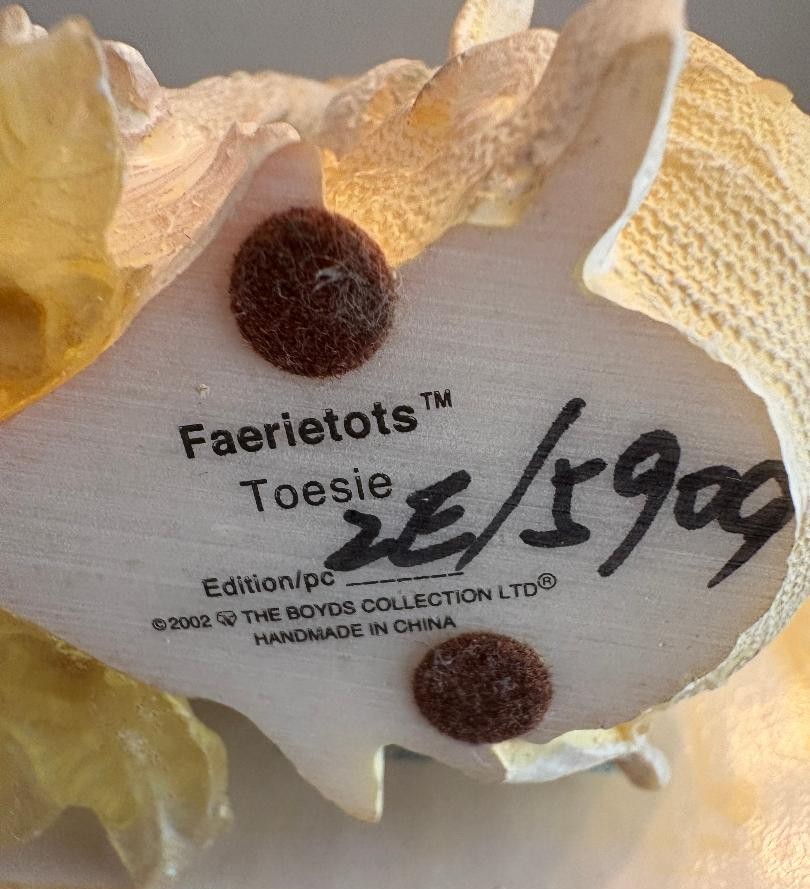 Faerietots™
Toesie
Edition/pc 2E/5909
©2002 THE BOYDS COLLECTION LTD®
HANDMADE IN CHINA